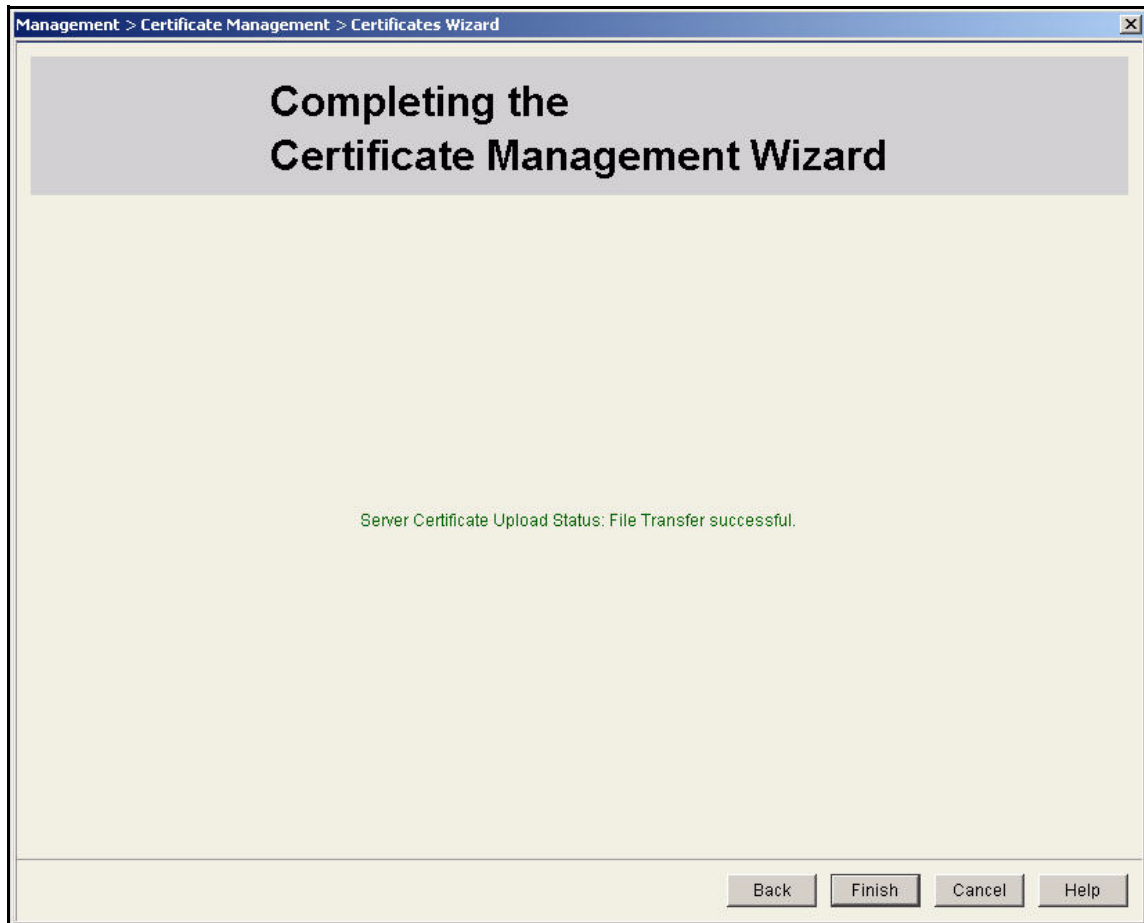 Management > Certificate Management > Certificates Wizard
Completing the
Certificate Management Wizard
Server Certificate Upload Status: File Transfer successful.
Back Finish Cancel Help